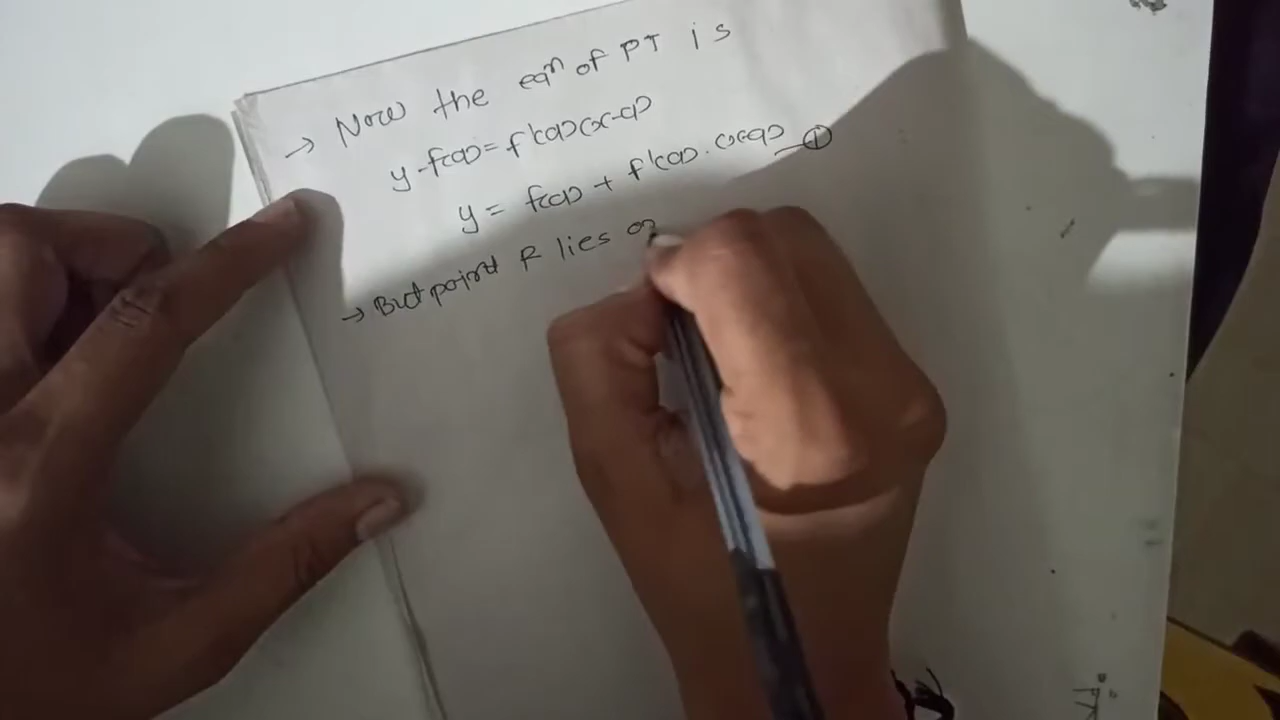 → Now the eqn of PT is
y-f(a) = f'(a)(x-a)
y = f(a) + f'(a).(x-a) —①
→ But point R lies on